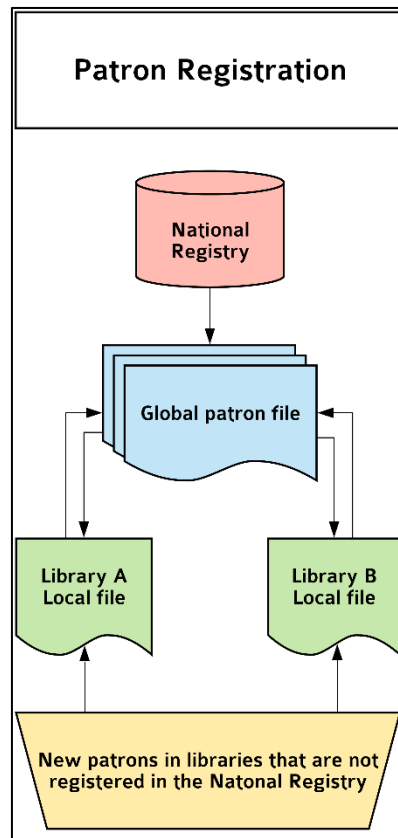 Patron Registration
National
Registry
Global patron file
Library A
Local file
Library B
Local file
New patrons in libraries that are not
registered in the Natonal Registry